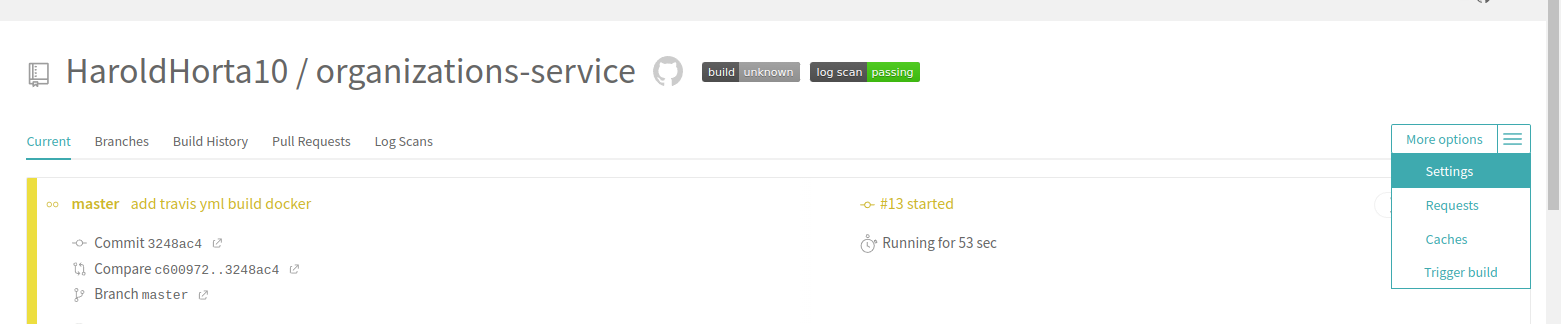 HaroldHorta10 / organizations-service build unknown log scan passing
Current Branches Build History Pull Requests Log Scans More options
Settings
master add travis yml build docker #13 started
Requests
Commit 3248ac4 Running for 53 sec
Caches
Compare c600972..3248ac4
Trigger build
Branch master